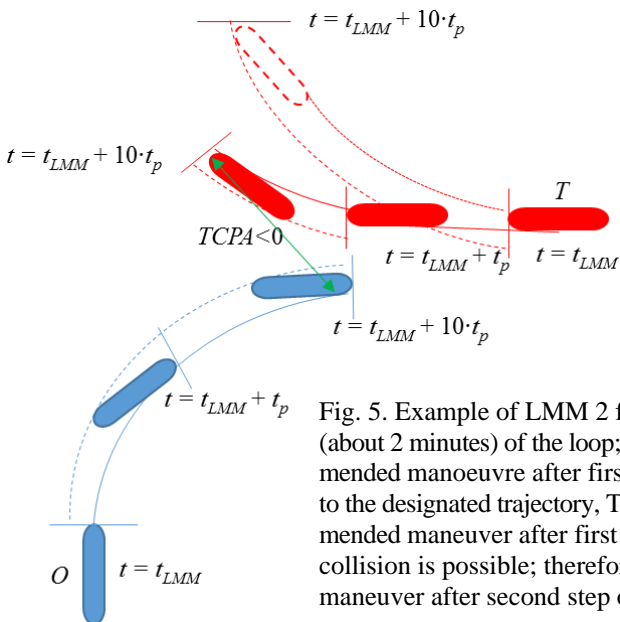 t = t_LMM + 10·t_p
t = t_LMM + 10·t_p
T
TCPA<0
t = t_LMM + t_p
t = t_LMM
t = t_LMM + 10·t_p
t = t_LMM + t_p
O
t = t_LMM
Fig. 5. Example of LMM 2 f
(about 2 minutes) of the loop;
mended manoeuvre after first
to the designated trajectory, T
mended maneuver after first
collision is possible; therefor
maneuver after second step o